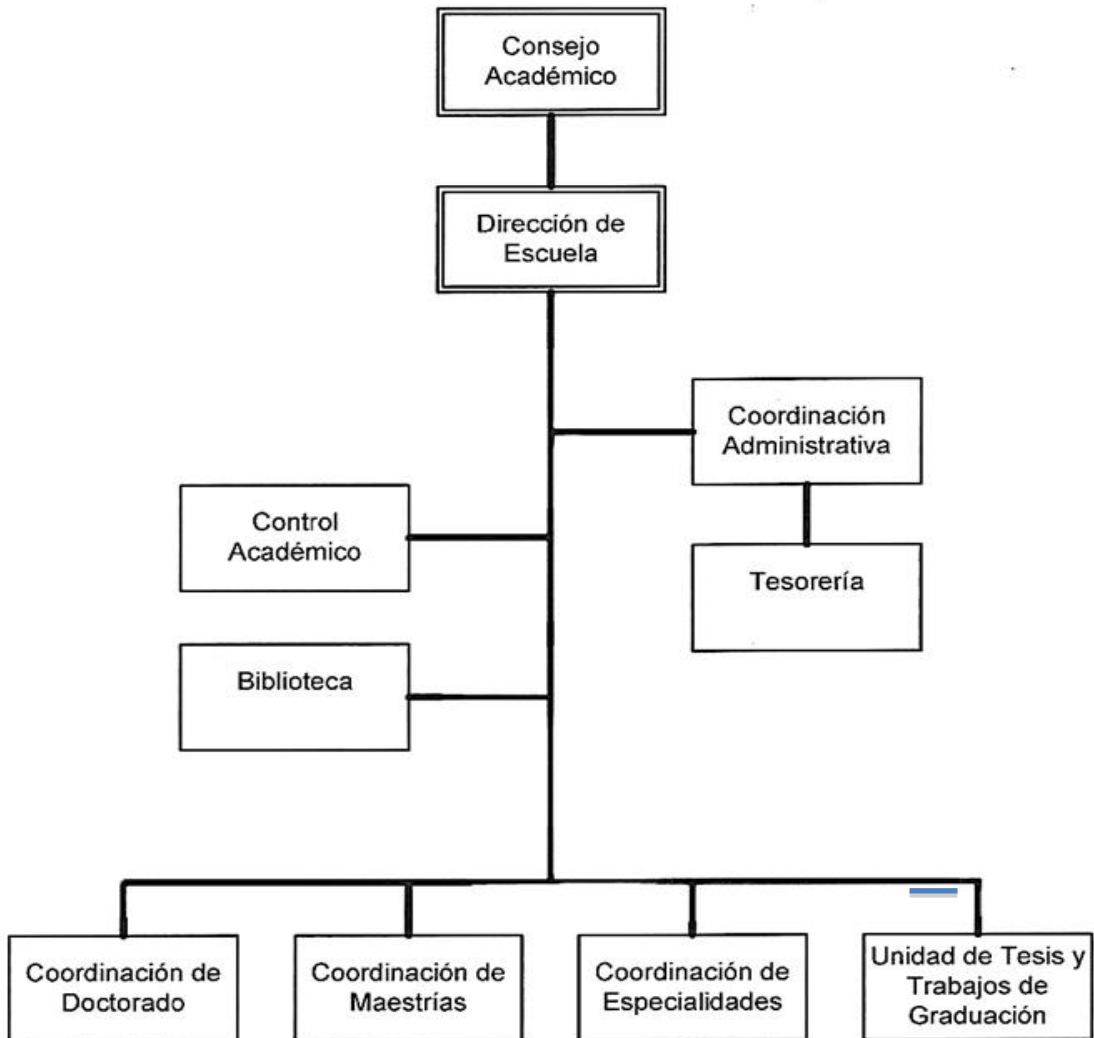 Consejo
Académico
Dirección de
Escuela
Coordinación
Administrativa
Control
Académico
Tesorería
Biblioteca
Coordinación de
Doctorado
Coordinación de
Maestrías
Coordinación de
Especialidades
Unidad de Tesis y
Trabajos de
Graduación